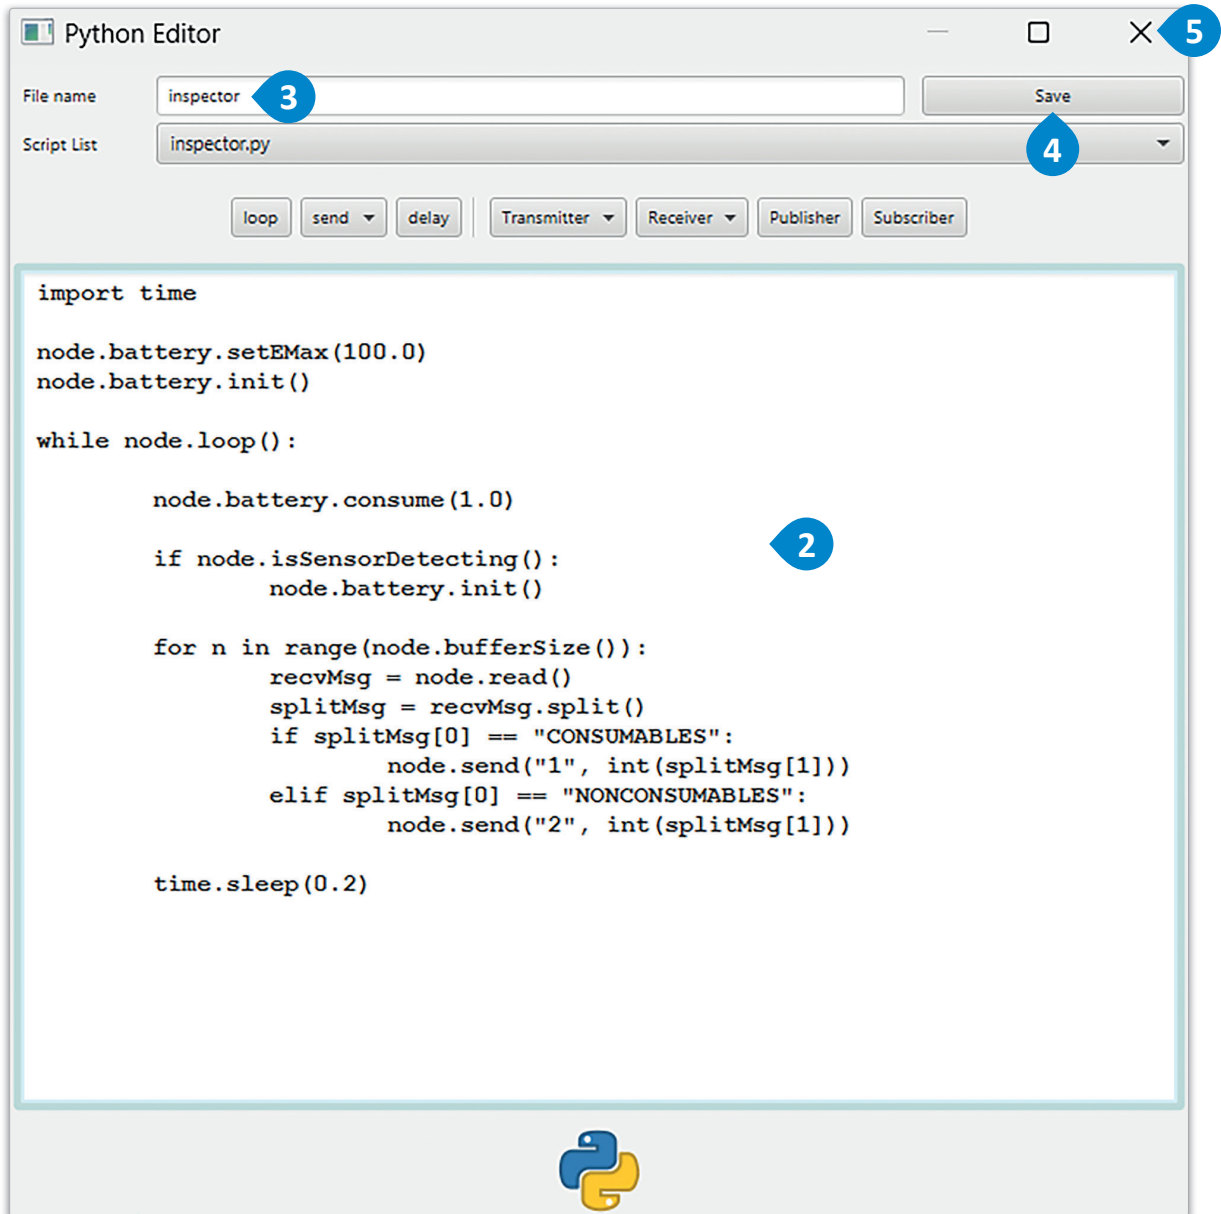 Python Editor
5
File name
inspector
3
Save
Script List
inspector.py
4
loop
send
delay
Transmitter
Receiver
Publisher
Subscriber
import time
node.battery.setEMax(100.0)
node.battery.init()
while node.loop():
node.battery.consume(1.0)
2
if node.isSensorDetecting():
node.battery.init()
for n in range(node.bufferSize()):
recvMsg = node.read()
splitMsg = recvMsg.split()
if splitMsg[0] == "CONSUMABLES":
node.send("1", int(splitMsg[1]))
elif splitMsg[0] == "NONCONSUMABLES":
node.send("2", int(splitMsg[1]))
time.sleep(0.2)